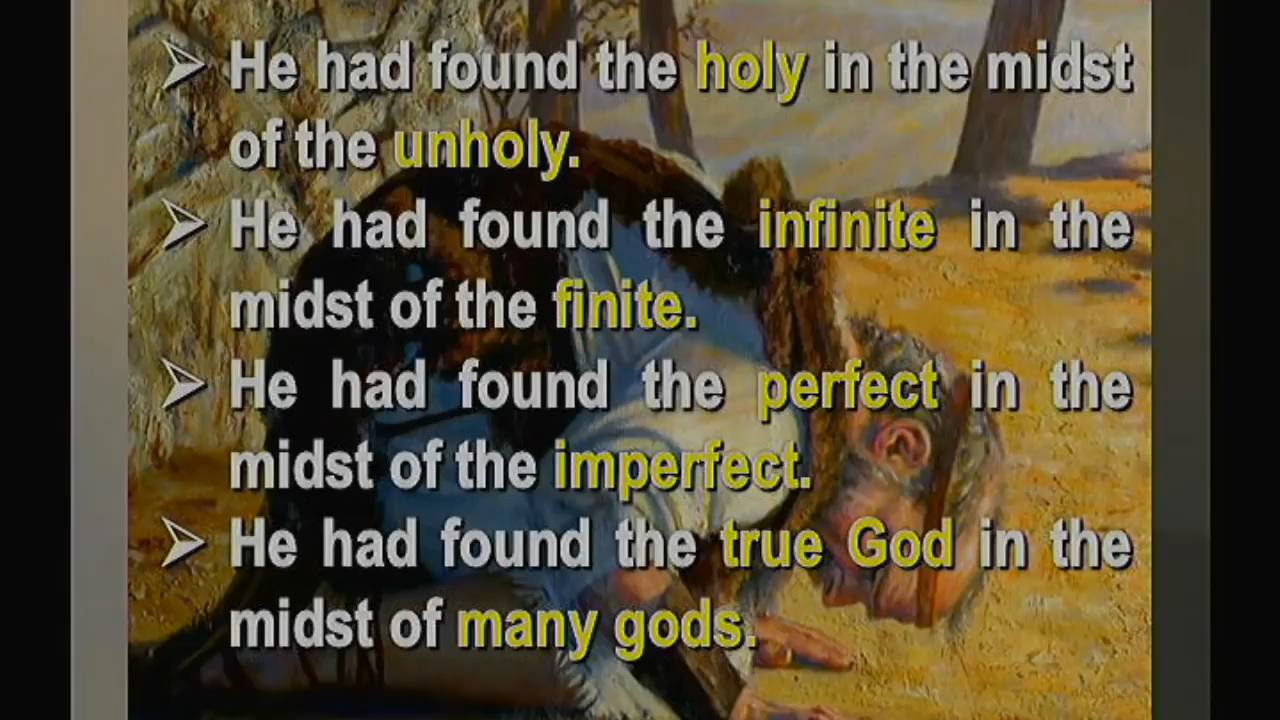 ➢ He had found the holy in the midst
of the unholy.
➢ He had found the infinite in the
midst of the finite.
➢ He had found the perfect in the
midst of the imperfect.
➢ He had found the true God in the
midst of many gods.